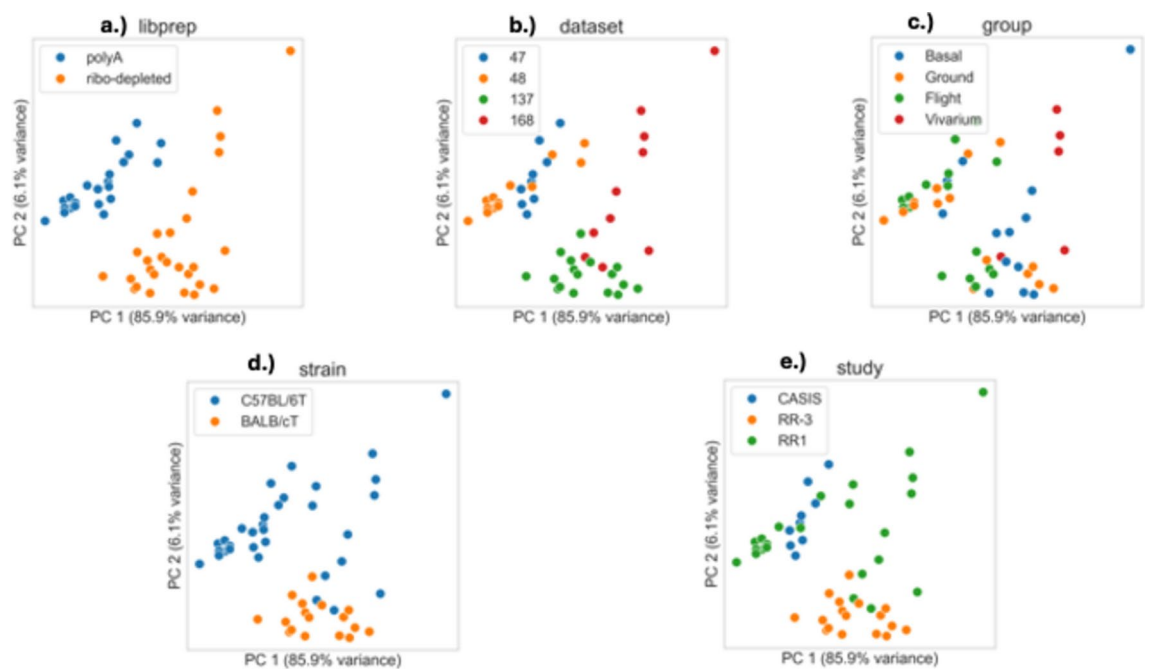 a.) libprep
polyA
ribo-depleted
PC 2 (6.1% variance)
PC 1 (85.9% variance)
b.) dataset
47
48
137
168
PC 2 (6.1% variance)
PC 1 (85.9% variance)
c.) group
Basal
Ground
Flight
Vivarium
PC 2 (6.1% variance)
PC 1 (85.9% variance)
d.) strain
C57BL/6T
BALB/cT
PC 2 (6.1% variance)
PC 1 (85.9% variance)
e.) study
CASIS
RR-3
RR1
PC 2 (6.1% variance)
PC 1 (85.9% variance)